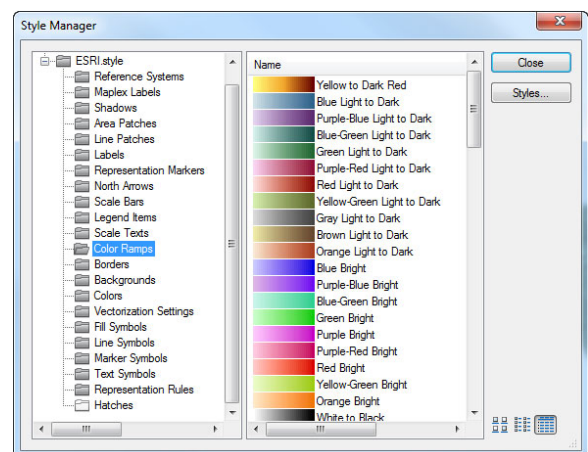 Style Manager
ESRI.style
Reference Systems
Maplex Labels
Shadows
Area Patches
Line Patches
Labels
Representation Markers
North Arrows
Scale Bars
Legend Items
Scale Texts
Color Ramps
Borders
Backgrounds
Colors
Vectorization Settings
Fill Symbols
Line Symbols
Marker Symbols
Text Symbols
Representation Rules
Hatches
Name
Yellow to Dark Red
Blue Light to Dark
Purple-Blue Light to Dark
Blue-Green Light to Dark
Green Light to Dark
Purple-Red Light to Dark
Red Light to Dark
Yellow-Green Light to Dark
Gray Light to Dark
Brown Light to Dark
Orange Light to Dark
Blue Bright
Purple-Blue Bright
Blue-Green Bright
Green Bright
Purple Bright
Purple-Red Bright
Red Bright
Yellow-Green Bright
Orange Bright
White to Black
Close
Styles...